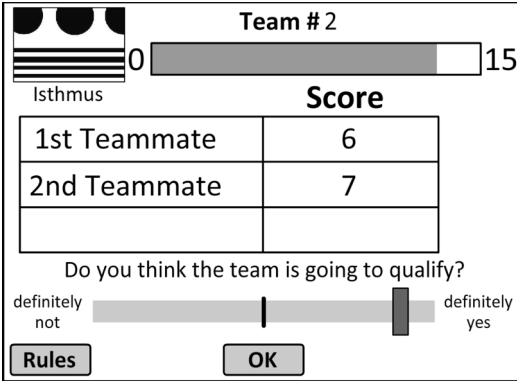 Team # 2
0 15
Isthmus
Score
1st Teammate 6
2nd Teammate 7
Do you think the team is going to qualify?
definitely not
definitely yes
Rules OK